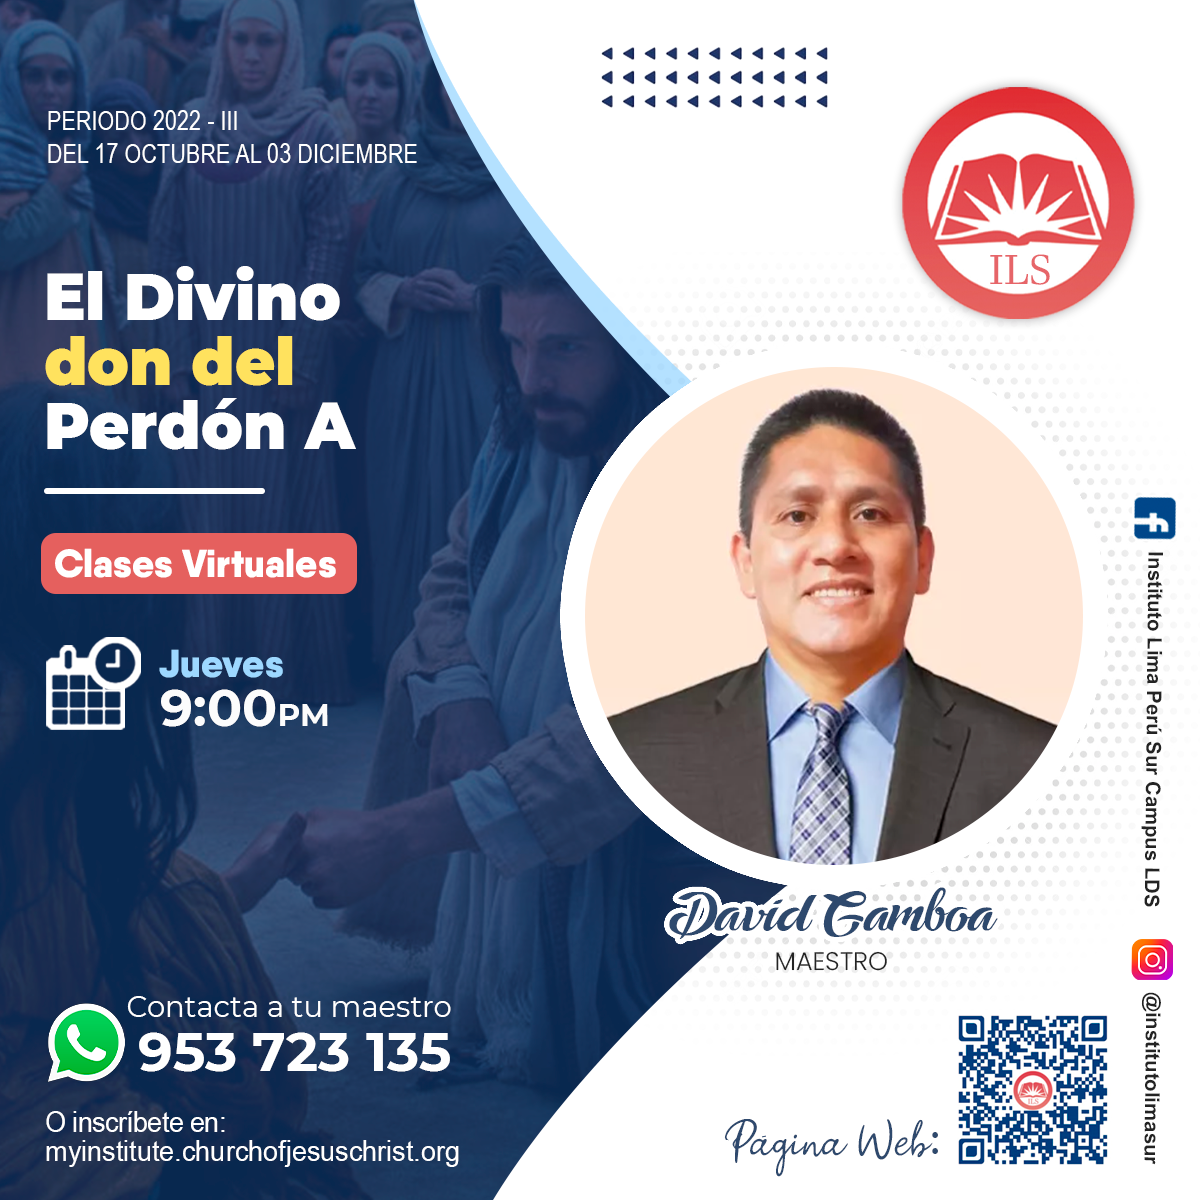 PERIODO 2022 - III
DEL 17 OCTUBRE AL 03 DICIEMBRE
ILS
El Divino
don del
Perdón A
Clases Virtuales
Jueves
9:00PM
David Gamboa
MAESTRO
Contacta a tu maestro
953 723 135
O inscríbete en:
myinstitute.churchofjesuschrist.org
Página Web:
ILS
Instituto Lima Perú Sur Campus LDS
@institutolimasur